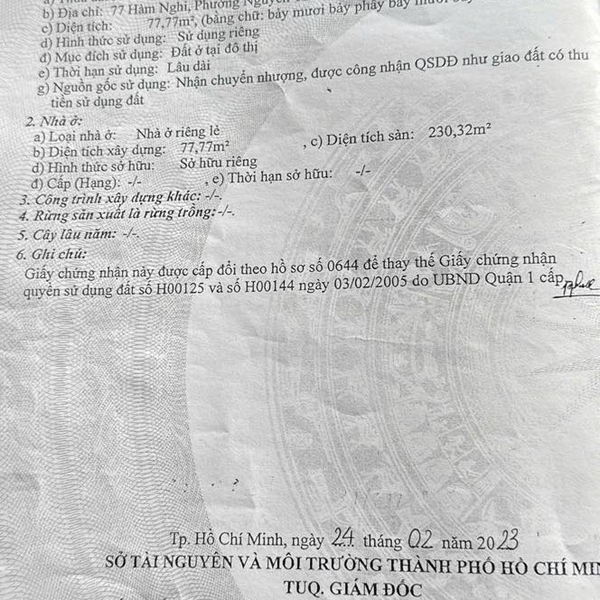 b) Địa chỉ: 77 Hàm Nghi, Phường Nguyễn
c) Diện tích: 77,77m², (bằng chữ: bảy mươi bảy phẩy bảy mươi bảy
d) Hình thức sử dụng: Sử dụng riêng
đ) Mục đích sử dụng: Đất ở tại đô thị
e) Thời hạn sử dụng: Lâu dài
g) Nguồn gốc sử dụng: Nhận chuyển nhượng, được công nhận QSDĐ như giao đất có thu
tiền sử dụng đất
2. Nhà ở:
a) Loại nhà ở: Nhà ở riêng lẻ
b) Diện tích xây dựng: 77,77m² , c) Diện tích sàn: 230,32m²
d) Hình thức sở hữu: Sở hữu riêng
đ) Cấp (Hạng): -/- , e) Thời hạn sở hữu: -/-
3. Công trình xây dựng khác: -/-.
4. Rừng sản xuất là rừng trồng: -/-.
5. Cây lâu năm: -/-.
6. Ghi chú:
Giấy chứng nhận này được cấp đổi theo hồ sơ số 0644 để thay thế Giấy chứng nhận
quyền sử dụng đất số H00125 và số H00144 ngày 03/02/2005 do UBND Quận 1 cấp
Tp. Hồ Chí Minh, ngày 24 tháng 02 năm 2023
SỞ TÀI NGUYÊN VÀ MÔI TRƯỜNG THÀNH PHỐ HỒ CHÍ MIN
TUQ. GIÁM ĐỐC